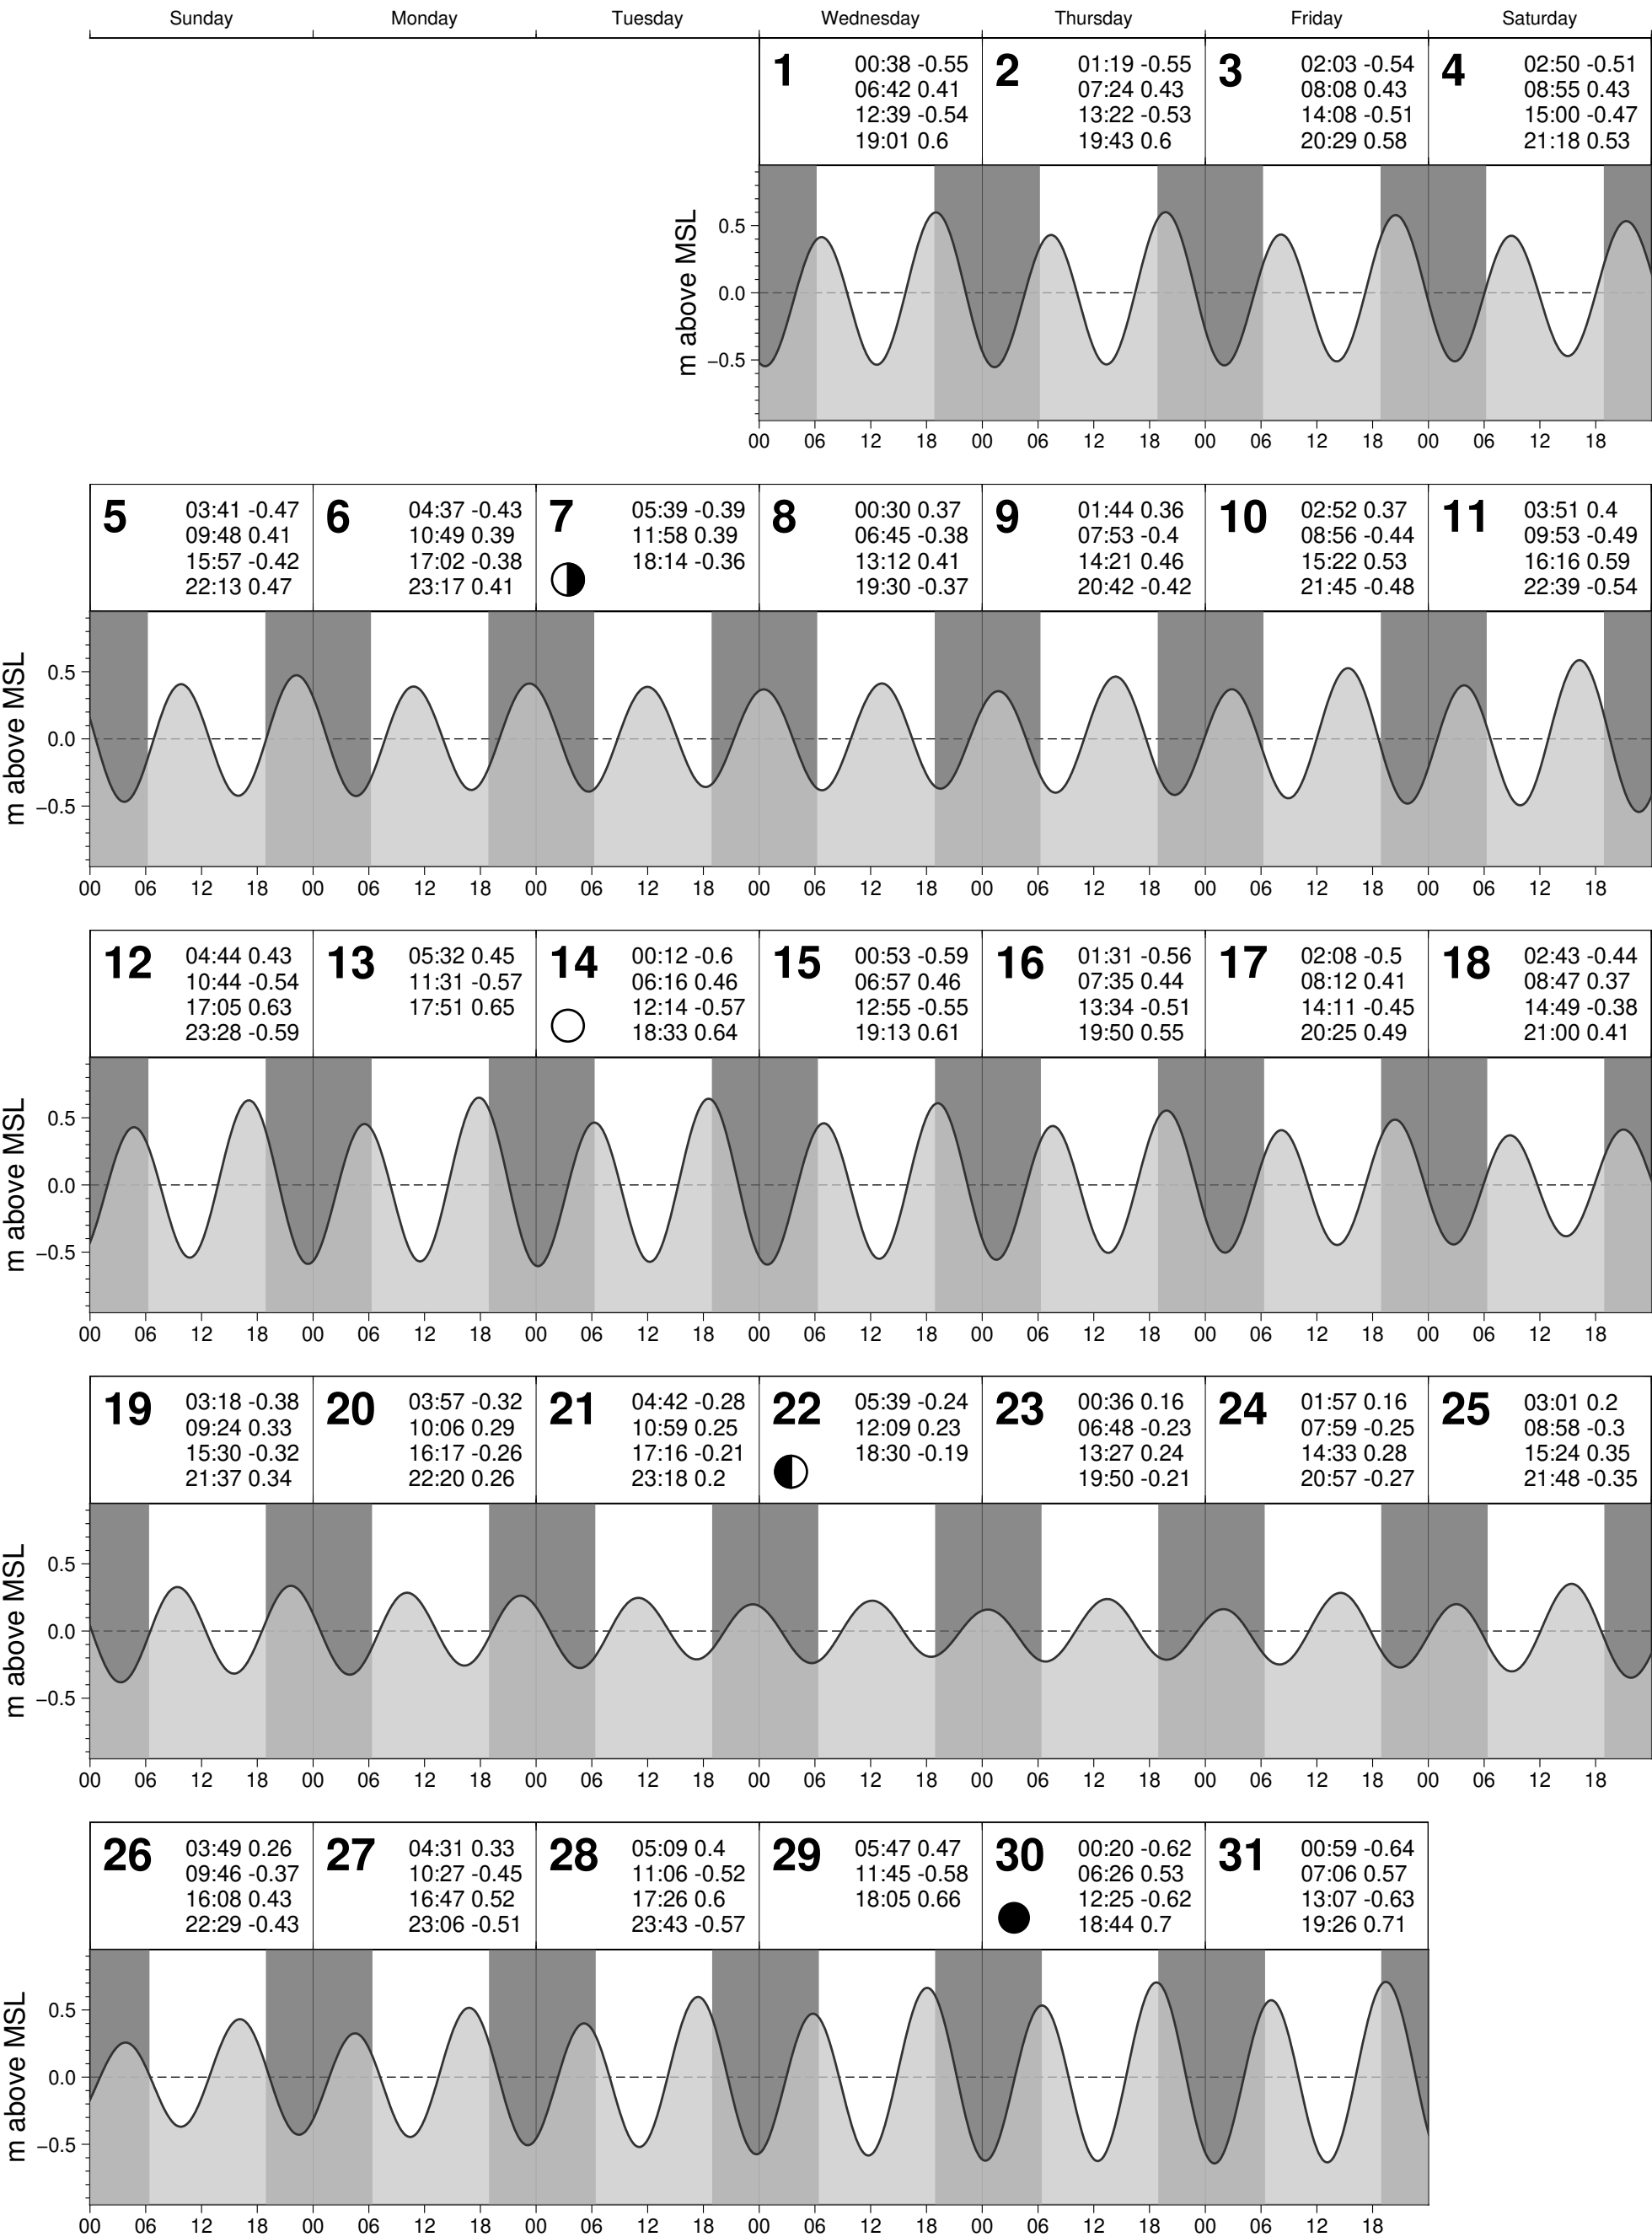 Sunday Monday Tuesday Wednesday Thursday Friday Saturday
1 00:38 -0.55
06:42 0.41
12:39 -0.54
19:01 0.6
2 01:19 -0.55
07:24 0.43
13:22 -0.53
19:43 0.6
3 02:03 -0.54
08:08 0.43
14:08 -0.51
20:29 0.58
4 02:50 -0.51
08:55 0.43
15:00 -0.47
21:18 0.53
m above MSL
0.5
0.0
−0.5
00 06 12 18 00 06 12 18 00 06 12 18 00 06 12 18
5 03:41 -0.47
09:48 0.41
15:57 -0.42
22:13 0.47
6 04:37 -0.43
10:49 0.39
17:02 -0.38
23:17 0.41
7 05:39 -0.39
11:58 0.39
18:14 -0.36
8 00:30 0.37
06:45 -0.38
13:12 0.41
19:30 -0.37
9 01:44 0.36
07:53 -0.4
14:21 0.46
20:42 -0.42
10 02:52 0.37
08:56 -0.44
15:22 0.53
21:45 -0.48
11 03:51 0.4
09:53 -0.49
16:16 0.59
22:39 -0.54
m above MSL
0.5
0.0
−0.5
00 06 12 18 00 06 12 18 00 06 12 18 00 06 12 18 00 06 12 18 00 06 12 18 00 06 12 18
12 04:44 0.43
10:44 -0.54
17:05 0.63
23:28 -0.59
13 05:32 0.45
11:31 -0.57
17:51 0.65
14 00:12 -0.6
06:16 0.46
12:14 -0.57
18:33 0.64
15 00:53 -0.59
06:57 0.46
12:55 -0.55
19:13 0.61
16 01:31 -0.56
07:35 0.44
13:34 -0.51
19:50 0.55
17 02:08 -0.5
08:12 0.41
14:11 -0.45
20:25 0.49
18 02:43 -0.44
08:47 0.37
14:49 -0.38
21:00 0.41
m above MSL
0.5
0.0
−0.5
00 06 12 18 00 06 12 18 00 06 12 18 00 06 12 18 00 06 12 18 00 06 12 18 00 06 12 18
19 03:18 -0.38
09:24 0.33
15:30 -0.32
21:37 0.34
20 03:57 -0.32
10:06 0.29
16:17 -0.26
22:20 0.26
21 04:42 -0.28
10:59 0.25
17:16 -0.21
23:18 0.2
22 05:39 -0.24
12:09 0.23
18:30 -0.19
23 00:36 0.16
06:48 -0.23
13:27 0.24
19:50 -0.21
24 01:57 0.16
07:59 -0.25
14:33 0.28
20:57 -0.27
25 03:01 0.2
08:58 -0.3
15:24 0.35
21:48 -0.35
m above MSL
0.5
0.0
−0.5
00 06 12 18 00 06 12 18 00 06 12 18 00 06 12 18 00 06 12 18 00 06 12 18 00 06 12 18
26 03:49 0.26
09:46 -0.37
16:08 0.43
22:29 -0.43
27 04:31 0.33
10:27 -0.45
16:47 0.52
23:06 -0.51
28 05:09 0.4
11:06 -0.52
17:26 0.6
23:43 -0.57
29 05:47 0.47
11:45 -0.58
18:05 0.66
30 00:20 -0.62
06:26 0.53
12:25 -0.62
18:44 0.7
31 00:59 -0.64
07:06 0.57
13:07 -0.63
19:26 0.71
m above MSL
0.5
0.0
−0.5
00 06 12 18 00 06 12 18 00 06 12 18 00 06 12 18 00 06 12 18 00 06 12 18